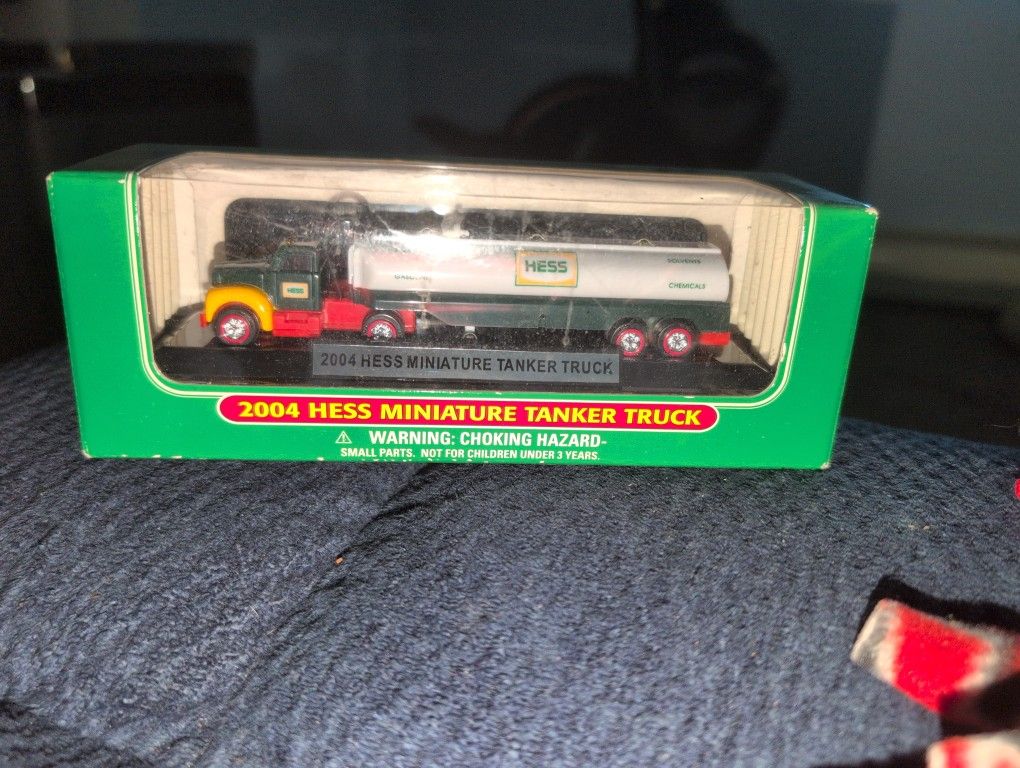 HESS
SOLVENTS
HESS
CHEMICALS
2004 HESS MINIATURE TANKER TRUCK
2004 HESS MINIATURE TANKER TRUCK
⚠ WARNING: CHOKING HAZARD-
SMALL PARTS. NOT FOR CHILDREN UNDER 3 YEARS.